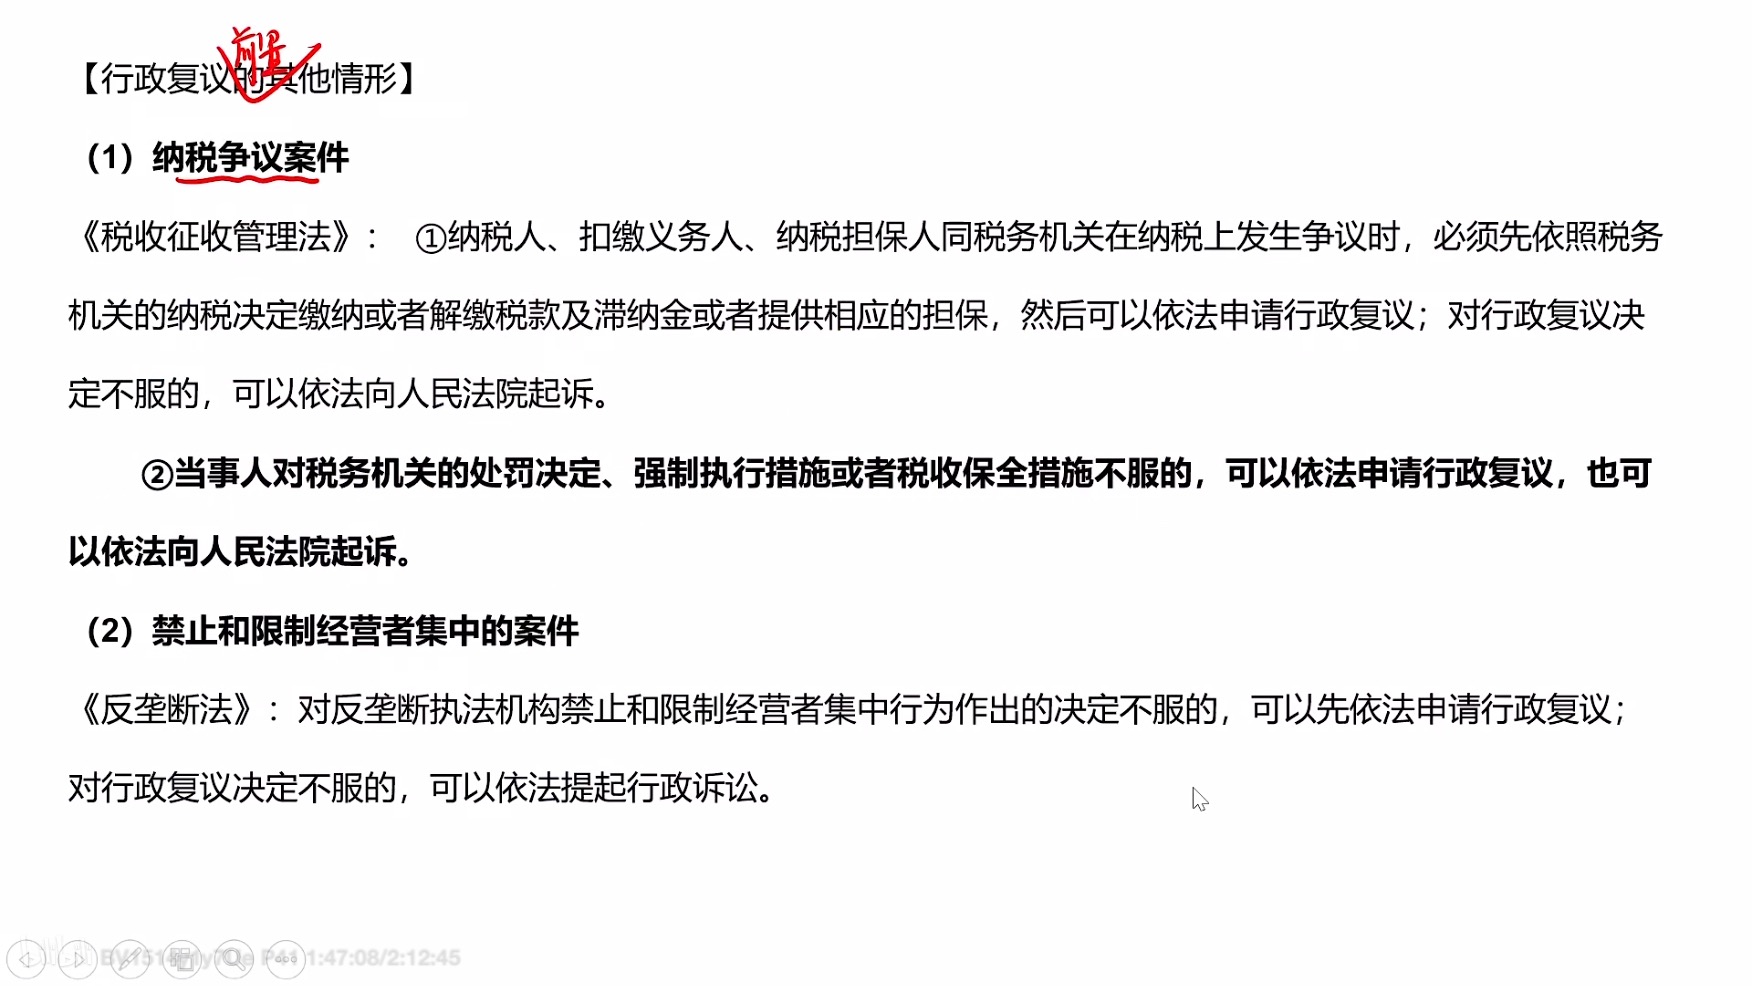 前置
【行政复议的其他情形】
（1）纳税争议案件
《税收征收管理法》： ①纳税人、扣缴义务人、纳税担保人同税务机关在纳税上发生争议时，必须先依照税务
机关的纳税决定缴纳或者解缴税款及滞纳金或者提供相应的担保，然后可以依法申请行政复议；对行政复议决
定不服的，可以依法向人民法院起诉。
②当事人对税务机关的处罚决定、强制执行措施或者税收保全措施不服的，可以依法申请行政复议，也可
以依法向人民法院起诉。
（2）禁止和限制经营者集中的案件
《反垄断法》：对反垄断执法机构禁止和限制经营者集中行为作出的决定不服的，可以先依法申请行政复议；
对行政复议决定不服的，可以依法提起行政诉讼。
1:47:08/2:12:45